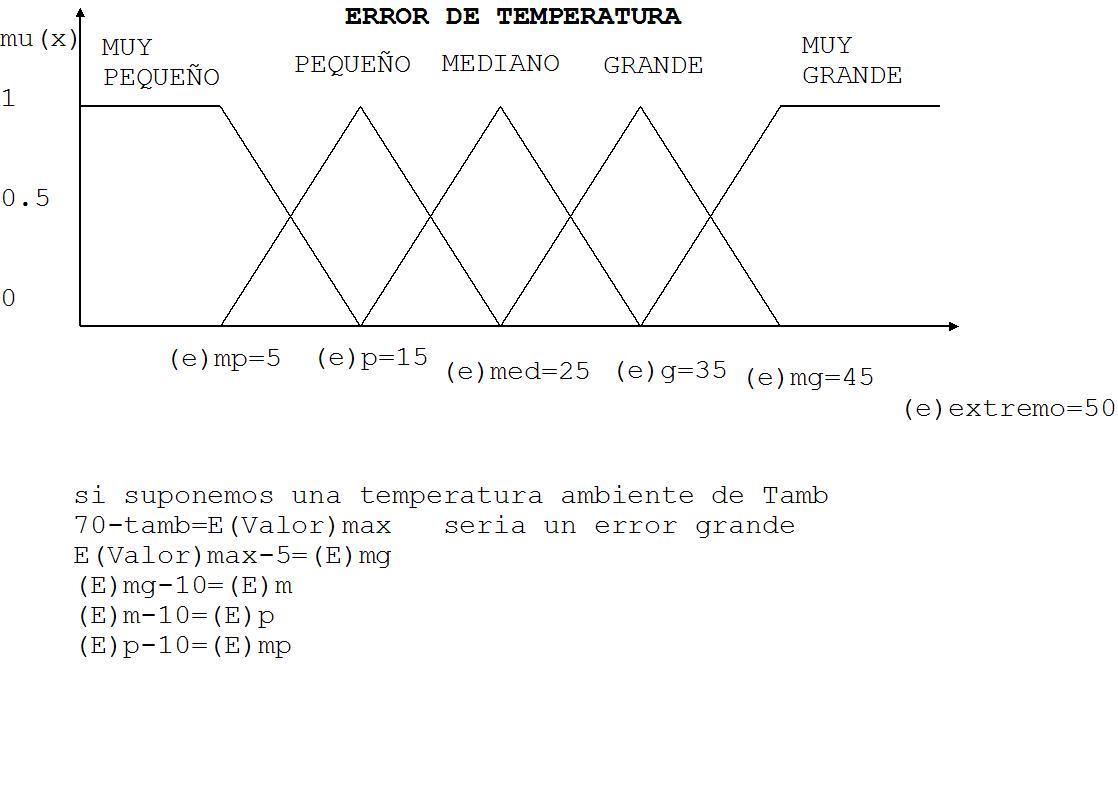 ERROR DE TEMPERATURA
mu(x)
MUY
PEQUEÑO
PEQUEÑO
MEDIANO
GRANDE
MUY
GRANDE
1
0.5
0
(e)mp=5
(e)p=15
(e)med=25
(e)g=35
(e)mg=45
(e)extremo=50
si suponemos una temperatura ambiente de Tamb
70-tamb=E(Valor)max seria un error grande
E(Valor)max-5=(E)mg
(E)mg-10=(E)m
(E)m-10=(E)p
(E)p-10=(E)mp